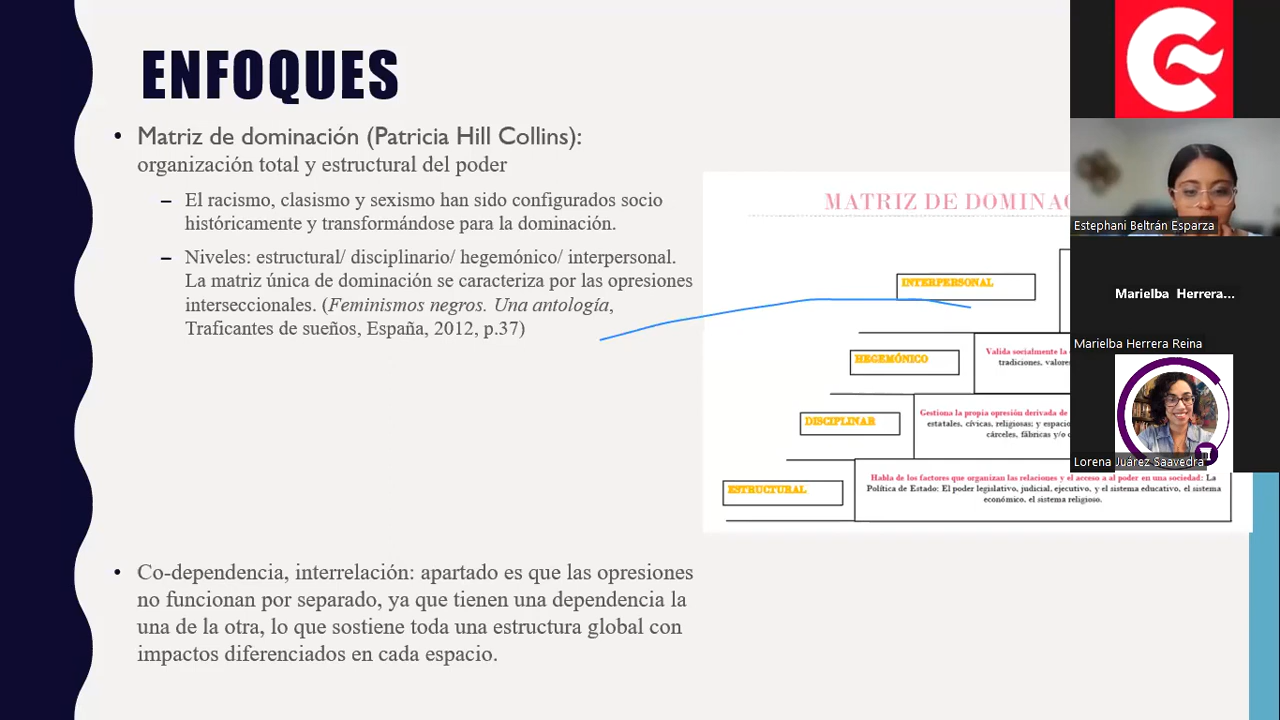 ENFOQUES
• Matriz de dominación (Patricia Hill Collins):
organización total y estructural del poder
– El racismo, clasismo y sexismo han sido configurados socio
históricamente y transformándose para la dominación.
– Niveles: estructural/ disciplinario/ hegemónico/ interpersonal.
La matriz única de dominación se caracteriza por las opresiones
interseccionales. (Feminismos negros. Una antología,
Traficantes de sueños, España, 2012, p.37)
• Co-dependencia, interrelación: apartado es que las opresiones
no funcionan por separado, ya que tienen una dependencia la
una de la otra, lo que sostiene toda una estructura global con
impactos diferenciados en cada espacio.
MATRIZ DE
INTERPERSONAL
HEGEMÓNICO
Valida socialmente la
tradiciones,
DISCIPLINAR
Gestiona la propia opresión derivada de
estatales, cívicas, religiosas; y
cárceles, fábricas y/o
ESTRUCTURAL
Habla de los factores que organizan las relaciones y el acceso a al poder en una sociedad: La
Política de Estado: El poder legislativo, judicial, ejecutivo, y el sistema educativo, el sistema
económico, el sistema religioso.
Estephani Beltrán Esparza
Marielba Herrera...
Marielba Herrera Reina
Lorena Juárez Saavedra